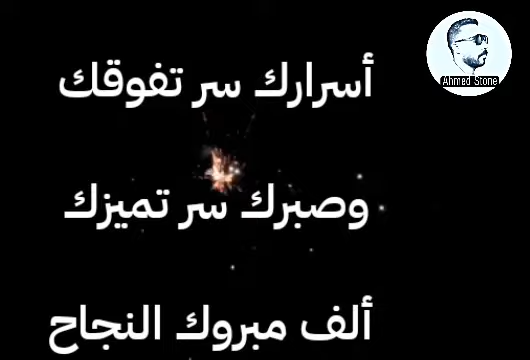 أسرارك سر تفوقك
وصبرك سر تميزك
ألف مبروك النجاح
Ahmed Stone